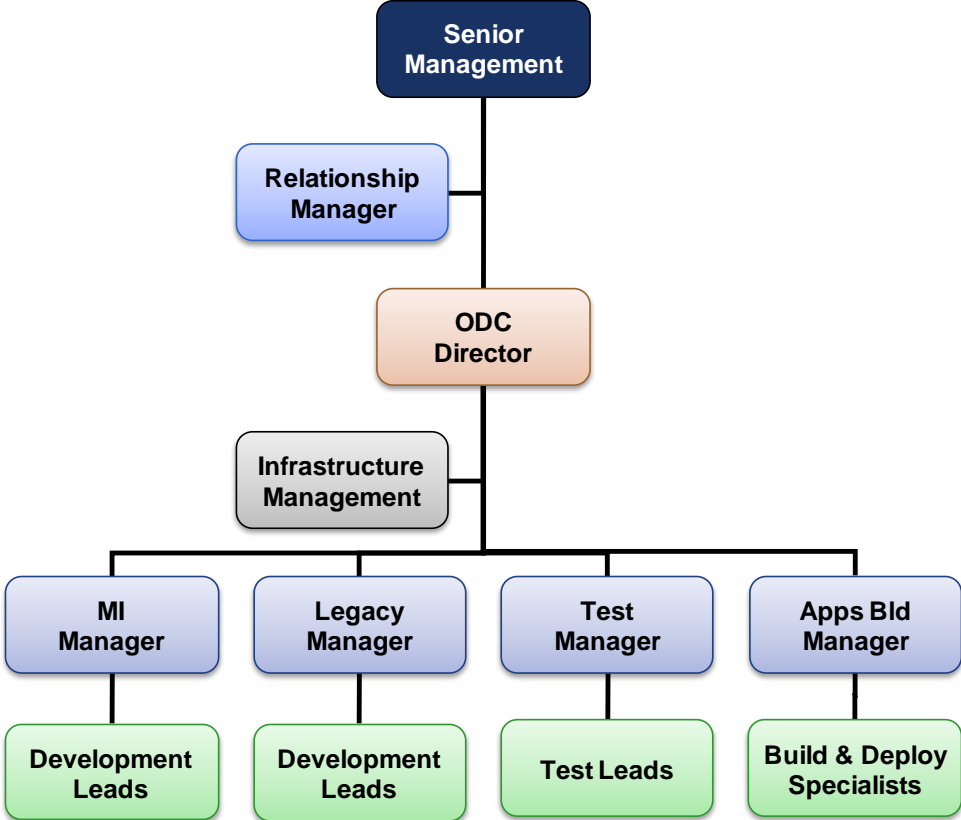 Senior
Management
Relationship
Manager
ODC
Director
Infrastructure
Management
MI
Manager
Legacy
Manager
Test
Manager
Apps Bld
Manager
Development
Leads
Development
Leads
Test Leads
Build & Deploy
Specialists